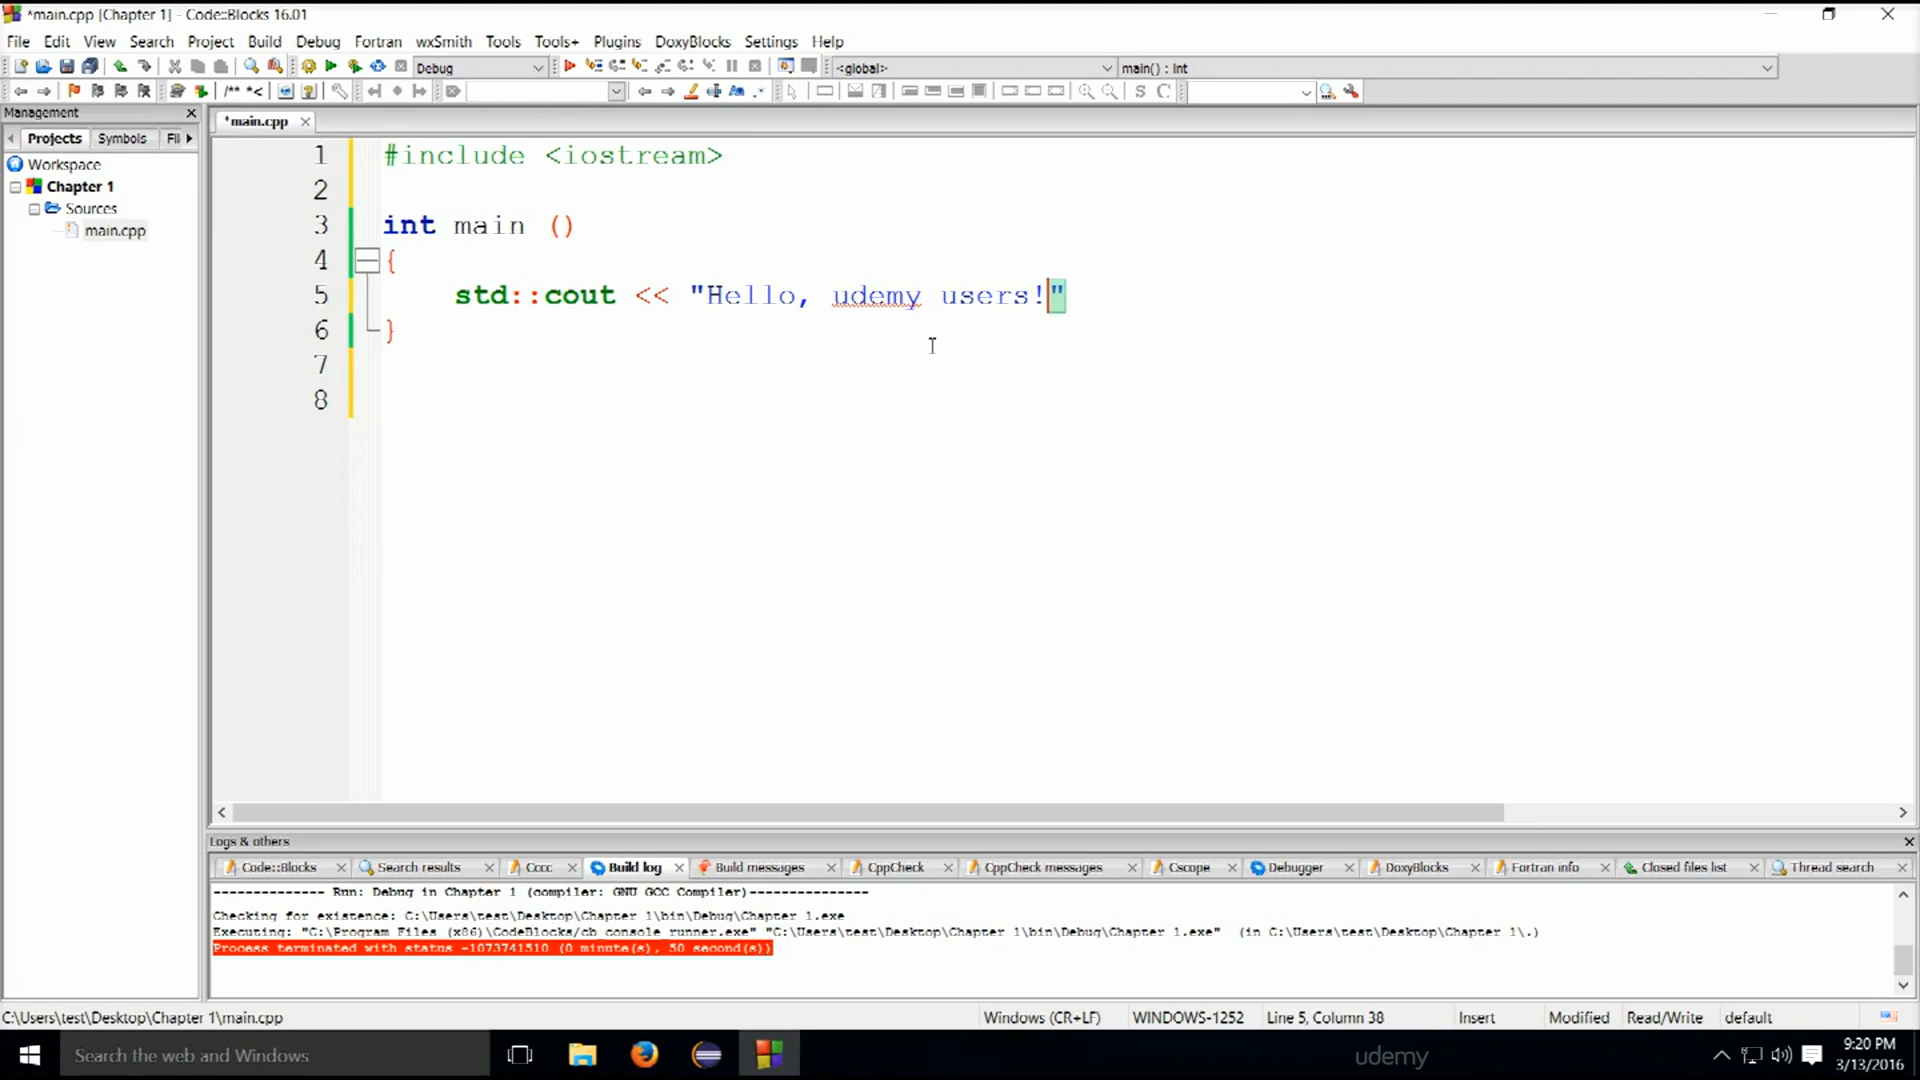 *main.cpp [Chapter 1] - Code::Blocks 16.01
File Edit View Search Project Build Debug Fortran wxSmith Tools Tools+ Plugins DoxyBlocks Settings Help
Debug <global> main() : int
/** *<
S C
Management
Projects Symbols Fil
*main.cpp
Workspace
Chapter 1
Sources
main.cpp
1 #include <iostream>
2
3 int main ()
4 {
5 std::cout << "Hello, udemy users!"
6 }
7
8
Logs & others
Code::Blocks Search results Cccc Build log Build messages CppCheck CppCheck messages Cscope Debugger DoxyBlocks Fortran info Closed files list Thread search
-------------- Run: Debug in Chapter 1 (compiler: GNU GCC Compiler)---------------
Checking for existence: C:\Users\test\Desktop\Chapter 1\bin\Debug\Chapter 1.exe
Executing: "C:\Program Files (x86)\CodeBlocks/cb_console_runner.exe" "C:\Users\test\Desktop\Chapter 1\bin\Debug\Chapter 1.exe" (in C:\Users\test\Desktop\Chapter 1\.)
Process terminated with status -1073741510 (0 minute(s), 50 second(s))
C:\Users\test\Desktop\Chapter 1\main.cpp Windows (CR+LF) WINDOWS-1252 Line 5, Column 38 Insert Modified Read/Write default
Search the web and Windows
udemy
9:20 PM
3/13/2016